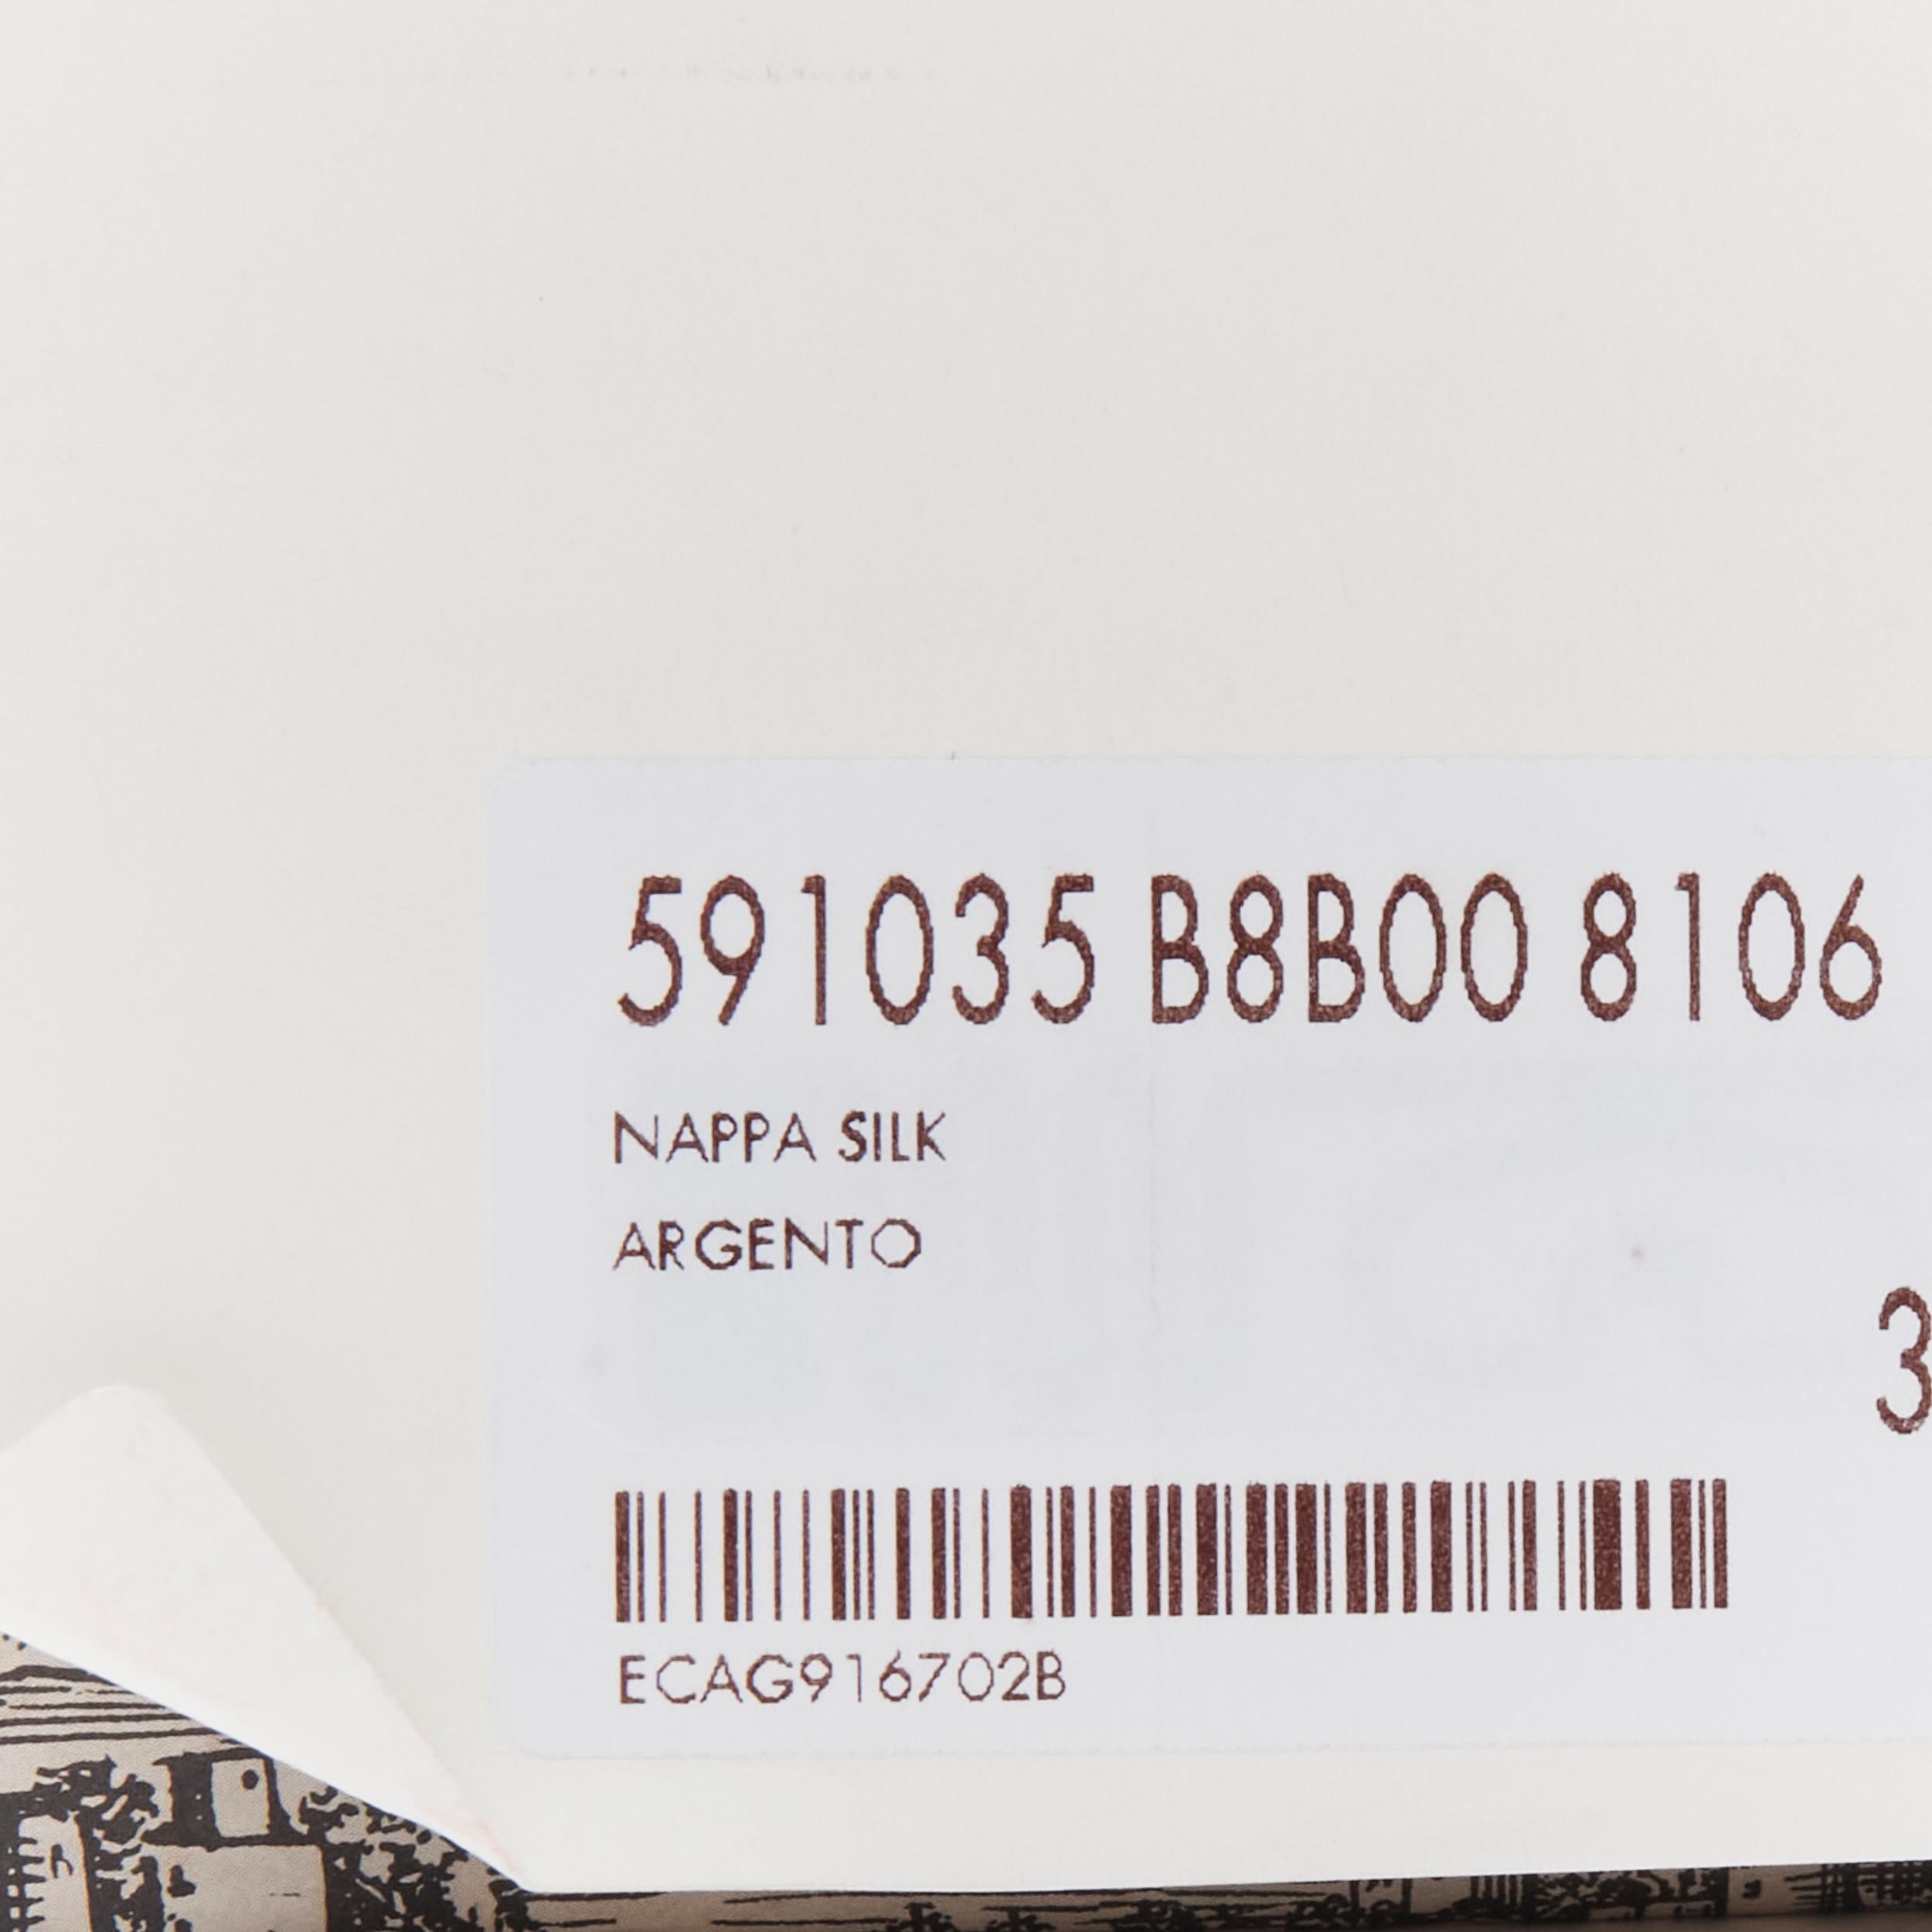 591035 B8B00 8106
NAPPA SILK
ARGENTO
3
ECAG916702B